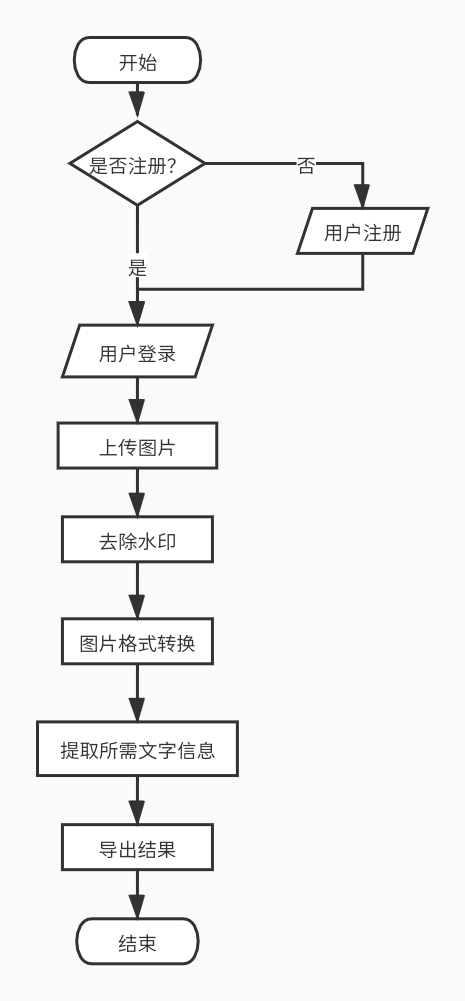 开始
是否注册？
否
用户注册
是
用户登录
上传图片
去除水印
图片格式转换
提取所需文字信息
导出结果
结束